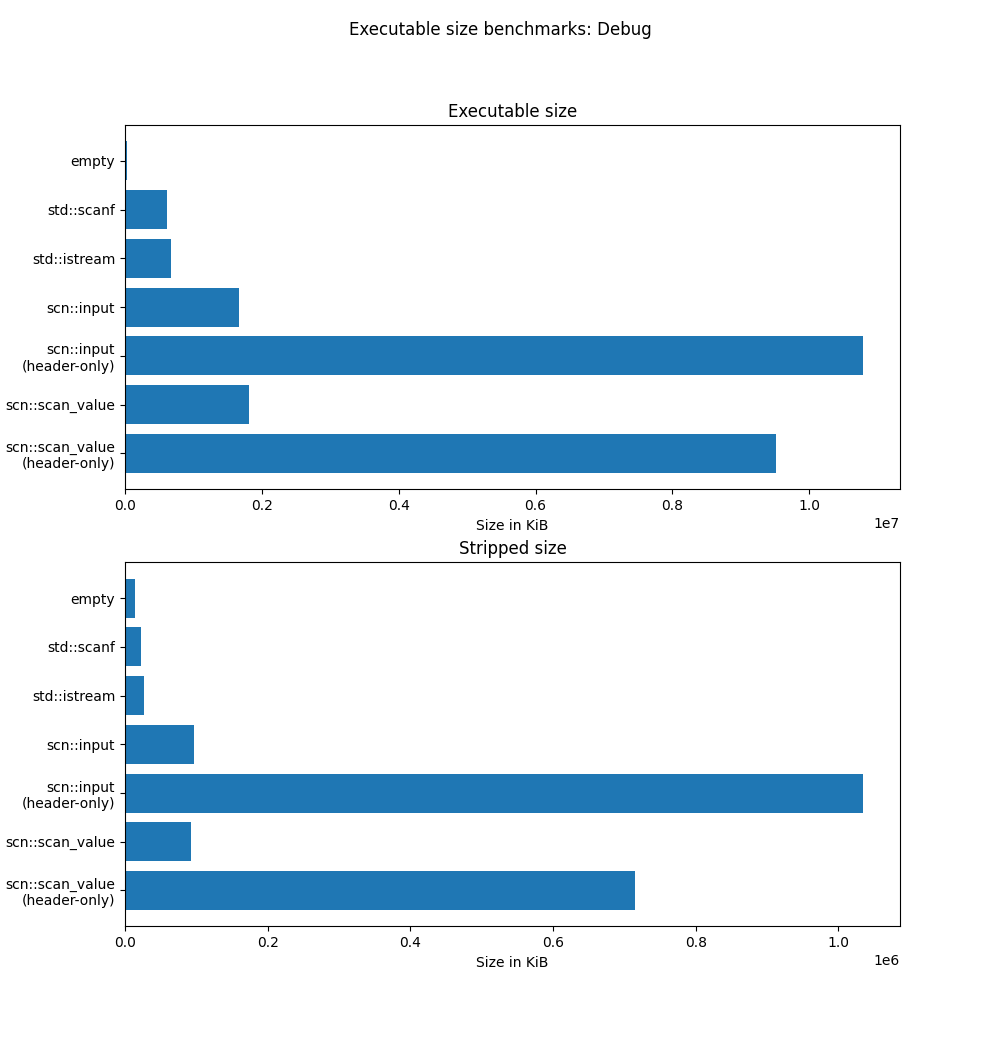 Executable size benchmarks: Debug
Executable size
empty
std::scanf
std::istream
scn::input
scn::input
(header-only)
scn::scan_value
scn::scan_value
(header-only)
0.0 0.2 0.4 0.6 0.8 1.0
1e7
Size in KiB
Stripped size
empty
std::scanf
std::istream
scn::input
scn::input
(header-only)
scn::scan_value
scn::scan_value
(header-only)
0.0 0.2 0.4 0.6 0.8 1.0
1e6
Size in KiB